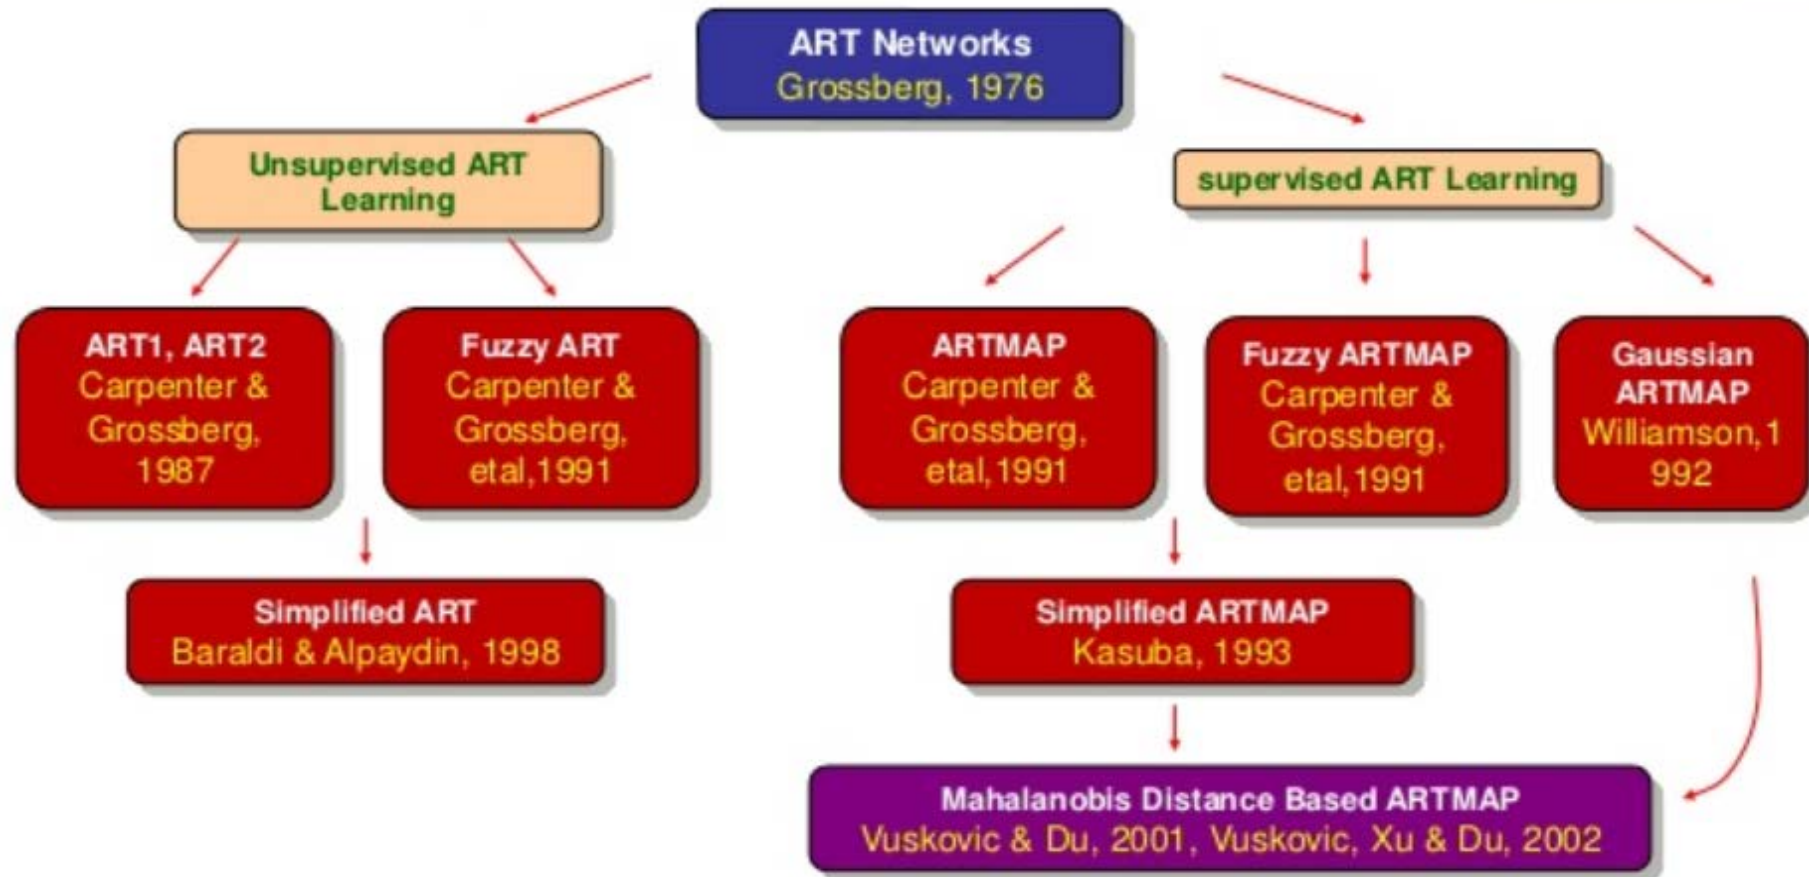 ART Networks
Grossberg, 1976
Unsupervised ART
Learning
supervised ART Learning
ART1, ART2
Carpenter &
Grossberg,
1987
Fuzzy ART
Carpenter &
Grossberg,
etal,1991
ARTMAP
Carpenter &
Grossberg,
etal,1991
Fuzzy ARTMAP
Carpenter &
Grossberg,
etal,1991
Gaussian
ARTMAP
Williamson,1
992
Simplified ART
Baraldi & Alpaydin, 1998
Simplified ARTMAP
Kasuba, 1993
Mahalanobis Distance Based ARTMAP
Vuskovic & Du, 2001, Vuskovic, Xu & Du, 2002